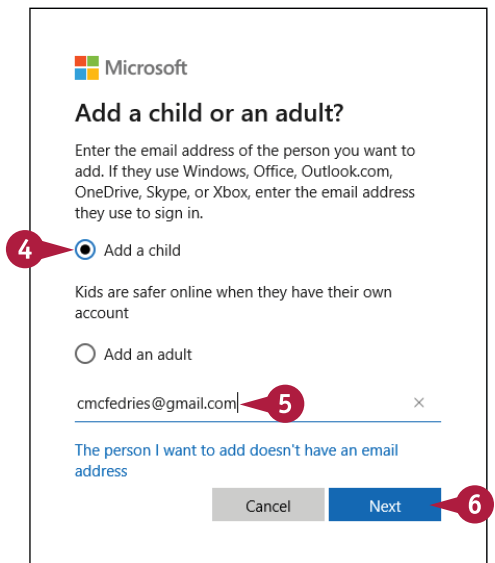 Microsoft
Add a child or an adult?
Enter the email address of the person you want to
add. If they use Windows, Office, Outlook.com,
OneDrive, Skype, or Xbox, enter the email address
they use to sign in.
4 Add a child
Kids are safer online when they have their own
account
Add an adult
cmcfedries@gmail.com 5 ×
The person I want to add doesn't have an email
address
Cancel Next 6